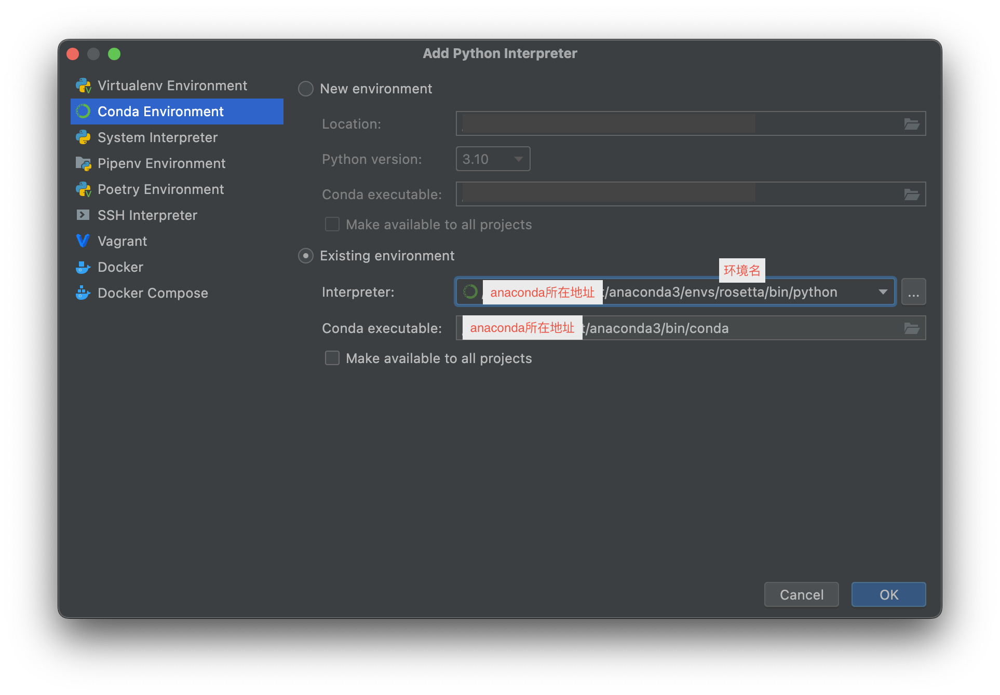 Add Python Interpreter
Virtualenv Environment
Conda Environment
System Interpreter
Pipenv Environment
Poetry Environment
SSH Interpreter
Vagrant
Docker
Docker Compose
New environment
Location:
Python version: 3.10
Conda executable:
Make available to all projects
Existing environment
环境名
Interpreter: anaconda所在地址 /anaconda3/envs/rosetta/bin/python ...
Conda executable: anaconda所在地址 t/anaconda3/bin/conda
Make available to all projects
Cancel OK